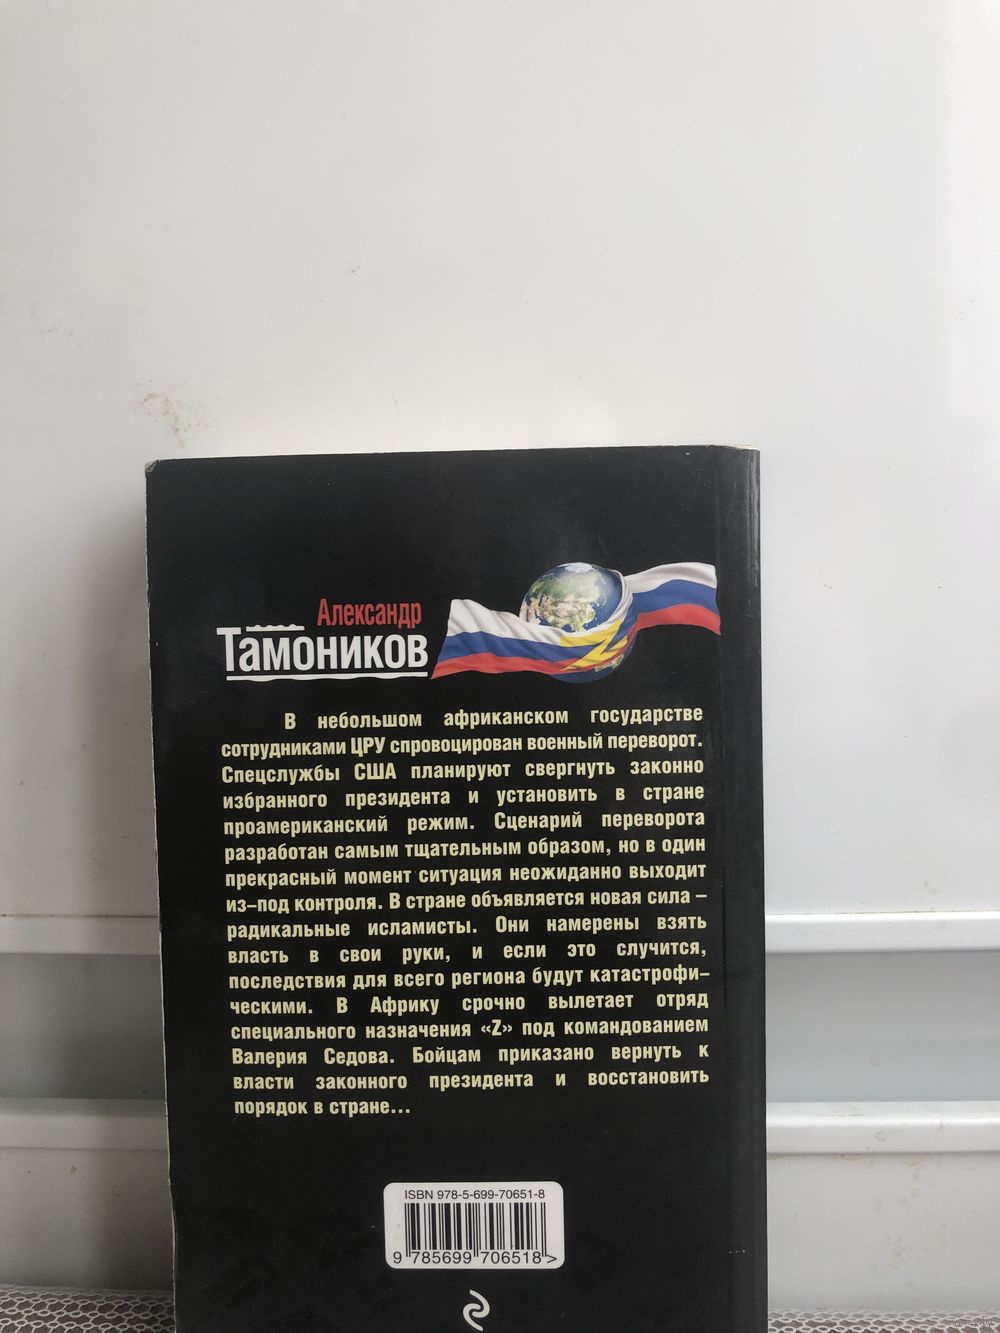 Александр
Тамоников
В небольшом африканском государстве
сотрудниками ЦРУ спровоцирован военный переворот.
Спецслужбы США планируют свергнуть законно
избранного президента и установить в стране
проамериканский режим. Сценарий переворота
разработан самым тщательным образом, но в один
прекрасный момент ситуация неожиданно выходит
из–под контроля. В стране объявляется новая сила –
радикальные исламисты. Они намерены взять
власть в свои руки, и если это случится,
последствия для всего региона будут катастрофи–
ческими. В Африку срочно вылетает отряд
специального назначения «Z» под командованием
Валерия Седова. Бойцам приказано вернуть к
власти законного президента и восстановить
порядок в стране...
ISBN 978-5-699-70651-8
9 785699 706518 >